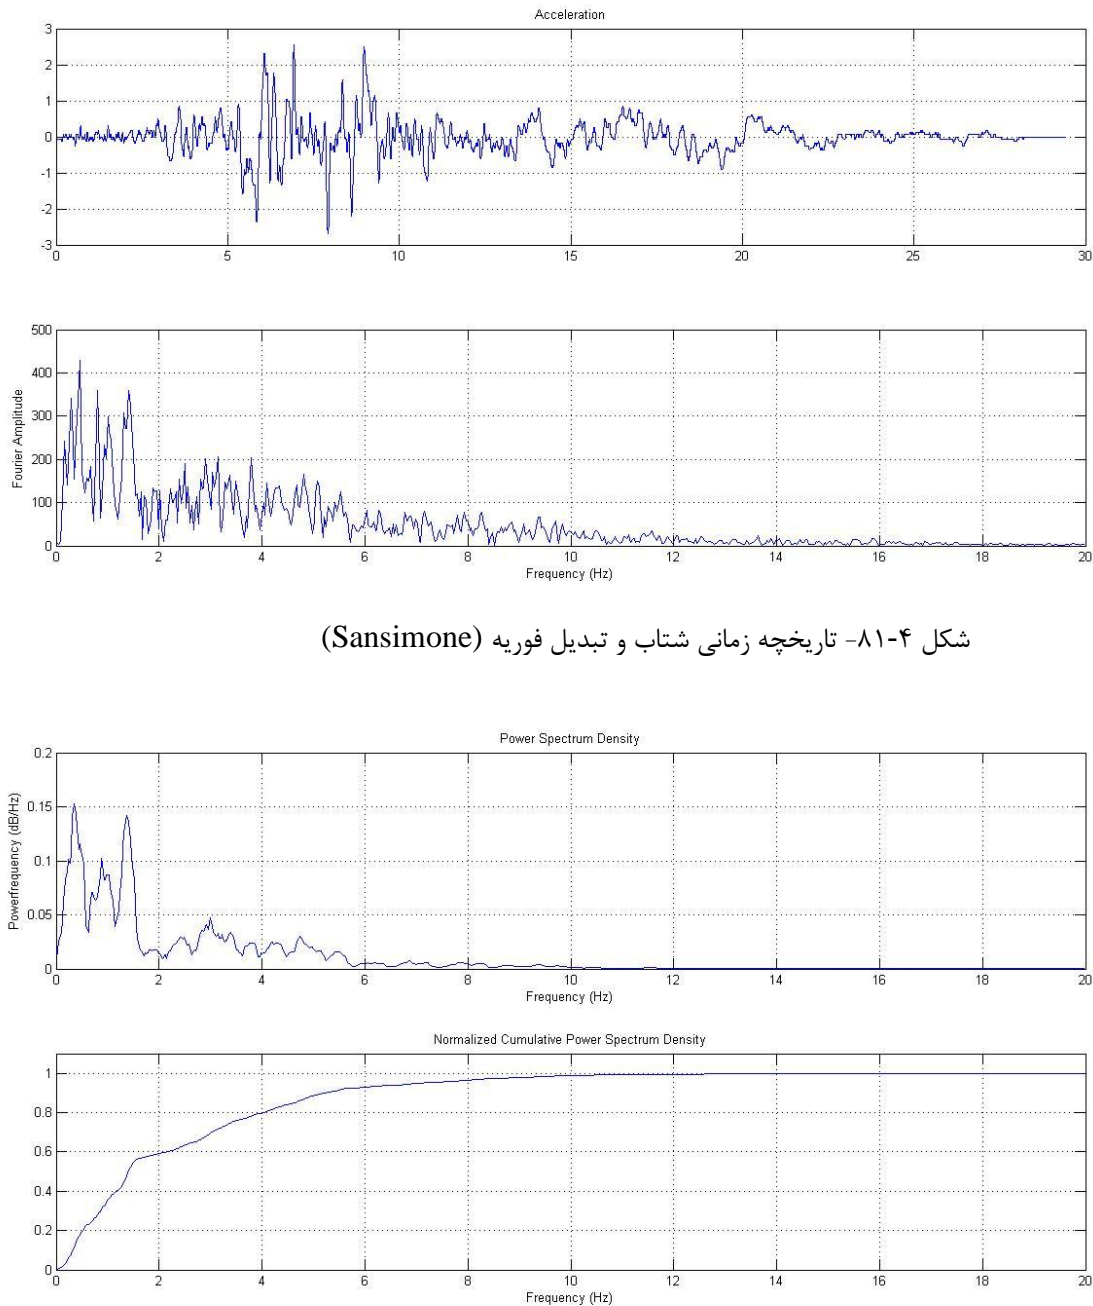 Acceleration
3
2
1
0
-1
-2
-3
0 5 10 15 20 25 30
500
400
300
200
100
0
Fourier Amplitude
0 2 4 6 8 10 12 14 16 18 20
Frequency (Hz)
شکل ۴-۸۱- تاریخچه زمانی شتاب و تبدیل فوریه (Sansimone)
Power Spectrum Density
0.2
0.15
0.1
0.05
0
Powerfrequency (dB/Hz)
0 2 4 6 8 10 12 14 16 18 20
Frequency (Hz)
Normalized Cumulative Power Spectrum Density
1
0.8
0.6
0.4
0.2
0
0 2 4 6 8 10 12 14 16 18 20
Frequency (Hz)